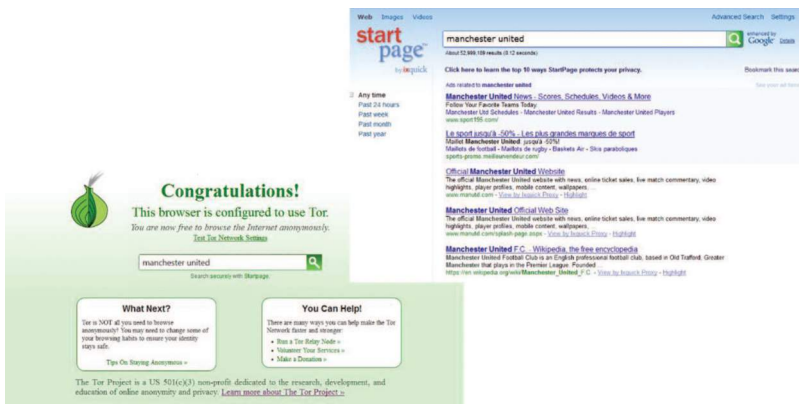 Web Images Videos
Advanced Search Settings
start
page™
by ixquick
manchester united
enhanced by
Google
About 52,999,109 results (0.12 seconds)
Click here to learn the top 10 ways StartPage protects your privacy.
Bookmark this sear
Ads related to manchester united
Any time
Past 24 hours
Past week
Past month
Past year
Manchester United News - Scores, Schedules, Videos & More
Follow Your Favorite Teams Today.
Manchester Utd Schedules - Manchester United Results - Manchester United Players
www.sport195.com/
Le sport jusqu'à -50% - Les plus grandes marques de sport
Maillot Manchester United: jusqu'à -50%!
Maillots de football - Maillots de rugby - Baskets Air - Skis paraboliques
Official Manchester United Website
The official Manchester United website with news, online ticket sales, live match commentary, video
highlights, player profiles, mobile content, wallpapers, ...
www.manutd.com/ - View by Ixquick Proxy - Highlight
Manchester United Official Web Site
The official Manchester United website with news, online ticket sales, live match commentary, video
highlights, player profiles, mobile content, wallpapers, ...
www.manutd.com/splash-page.aspx - View by Ixquick Proxy - Highlight
Manchester United F.C. - Wikipedia, the free encyclopedia
Manchester United Football Club is an English professional football club, based in Old Trafford, Greater
Manchester that plays in the Premier League. Founded ...
https://en.wikipedia.org/wiki/Manchester_United_F.C. - View by Ixquick Proxy - Highlight
Congratulations!
This browser is configured to use Tor.
You are now free to browse the Internet anonymously.
Test Tor Network Settings
manchester united
Search securely with Startpage.
What Next?
Tor is NOT all you need to browse
anonymously! You may need to change some of
your browsing habits to ensure your identity
stays safe.
Tips On Staying Anonymous »
You Can Help!
There are many ways you can help make the Tor
Network faster and stronger:
• Run a Tor Relay Node »
• Volunteer Your Services »
• Make a Donation »
The Tor Project is a US 501(c)(3) non-profit dedicated to the research, development, and
education of online anonymity and privacy. Learn more about The Tor Project »